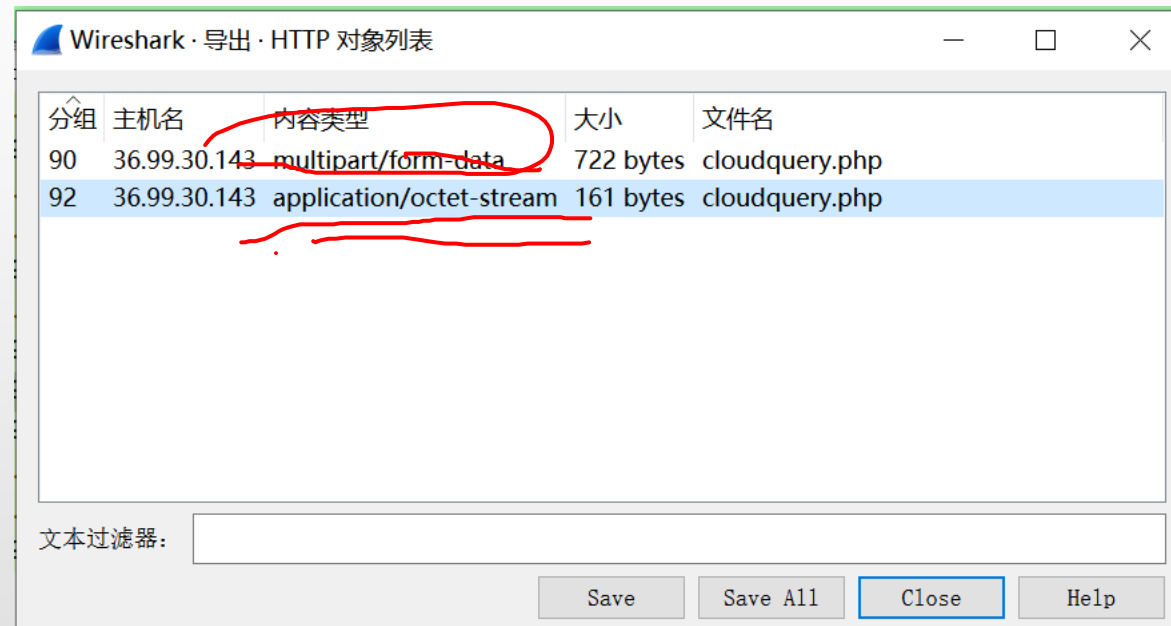 Wireshark · 导出 · HTTP 对象列表
分组 主机名 内容类型 大小 文件名
90 36.99.30.143 multipart/form-data 722 bytes cloudquery.php
92 36.99.30.143 application/octet-stream 161 bytes cloudquery.php
文本过滤器:
Save Save All Close Help